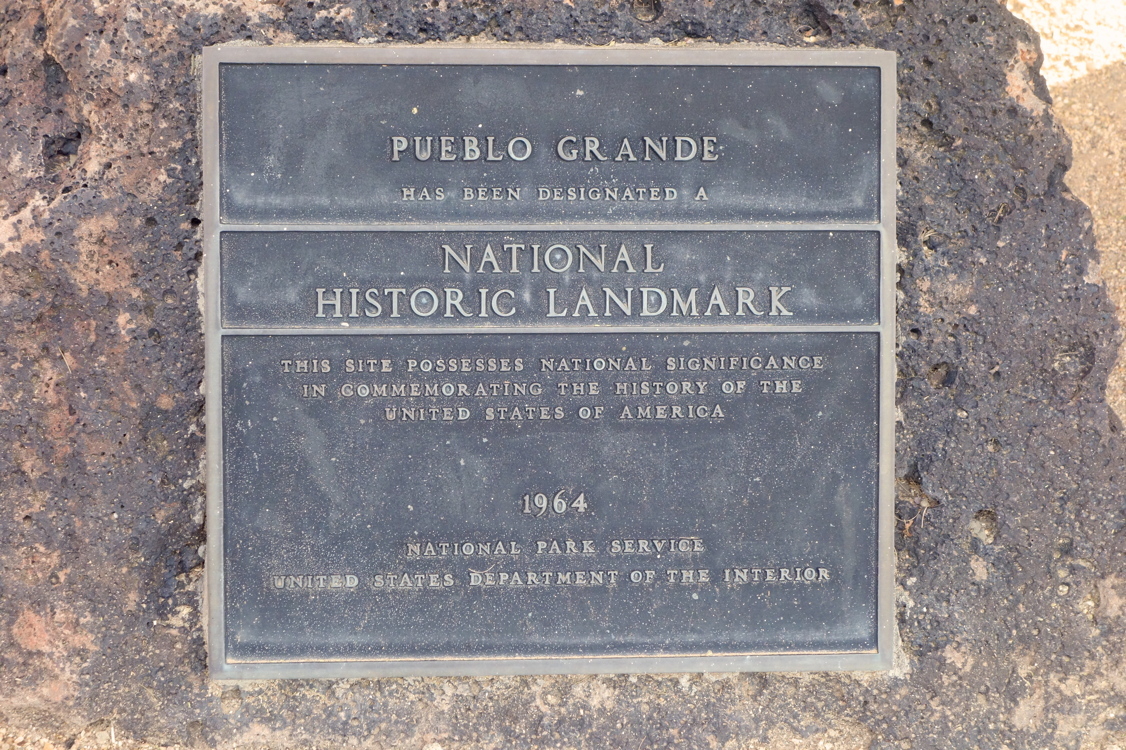 PUEBLO GRANDE
HAS BEEN DESIGNATED A
NATIONAL
HISTORIC LANDMARK
THIS SITE POSSESSES NATIONAL SIGNIFICANCE
IN COMMEMORATING THE HISTORY OF THE
UNITED STATES OF AMERICA
1964
NATIONAL PARK SERVICE
UNITED STATES DEPARTMENT OF THE INTERIOR